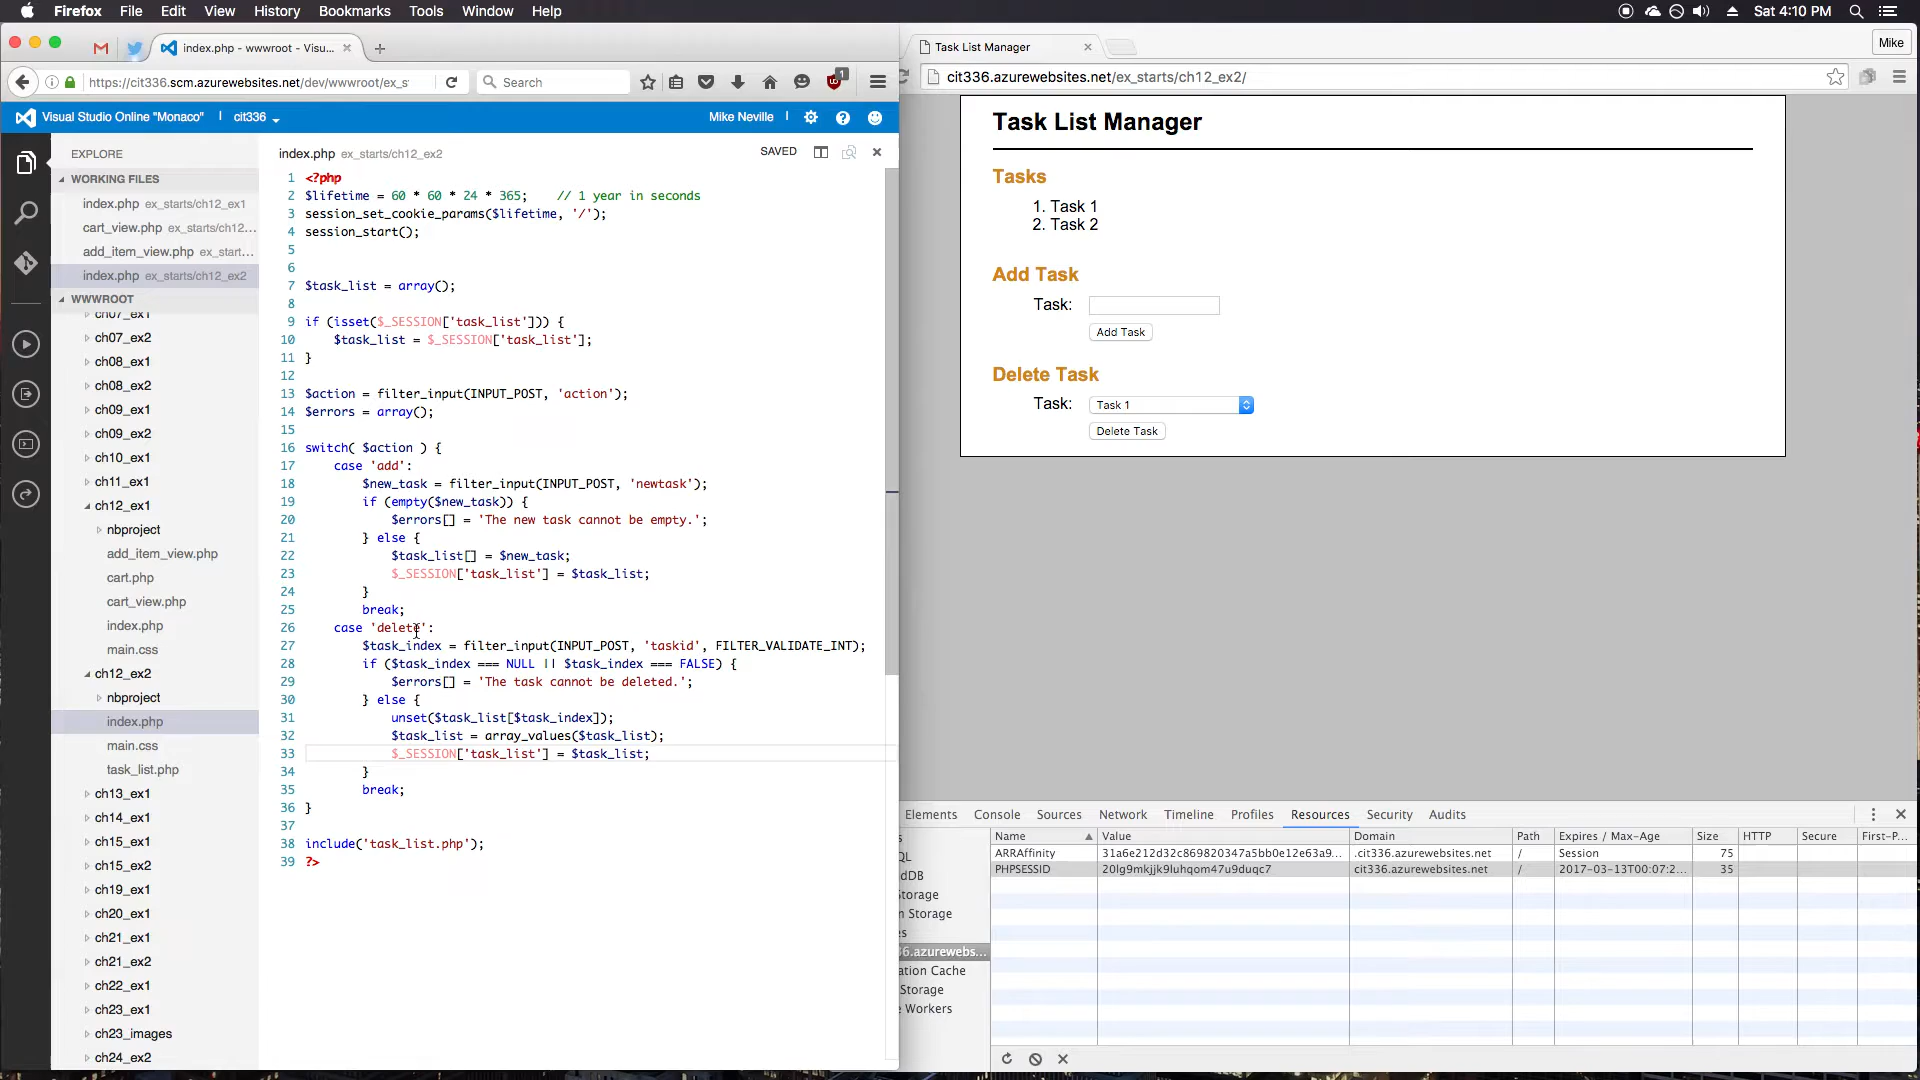 Firefox File Edit View History Bookmarks Tools Window Help
Sat 4:10 PM
index.php - wwwroot - Visu...
https://cit336.scm.azurewebsites.net/dev/wwwroot/ex_s
Search
1
Visual Studio Online "Monaco" | cit336
Mike Neville
EXPLORE
WORKING FILES
index.php ex_starts/ch12_ex1
cart_view.php ex_starts/ch12...
add_item_view.php ex_start...
index.php ex_starts/ch12_ex2
WWWROOT
ch07_ex1
ch07_ex2
ch08_ex1
ch08_ex2
ch09_ex1
ch09_ex2
ch10_ex1
ch11_ex1
ch12_ex1
nbproject
add_item_view.php
cart.php
cart_view.php
index.php
main.css
ch12_ex2
nbproject
index.php
main.css
task_list.php
ch13_ex1
ch14_ex1
ch15_ex1
ch15_ex2
ch19_ex1
ch20_ex1
ch21_ex1
ch21_ex2
ch22_ex1
ch23_ex1
ch23_images
ch24_ex2
index.php ex_starts/ch12_ex2
SAVED
1 <?php
2 $lifetime = 60 * 60 * 24 * 365;    // 1 year in seconds
3 session_set_cookie_params($lifetime, '/');
4 session_start();
5
6
7 $task_list = array();
8
9 if (isset($_SESSION['task_list'])) {
10     $task_list = $_SESSION['task_list'];
11 }
12
13 $action = filter_input(INPUT_POST, 'action');
14 $errors = array();
15
16 switch( $action ) {
17     case 'add':
18         $new_task = filter_input(INPUT_POST, 'newtask');
19         if (empty($new_task)) {
20             $errors[] = 'The new task cannot be empty.';
21         } else {
22             $task_list[] = $new_task;
23             $_SESSION['task_list'] = $task_list;
24         }
25         break;
26     case 'delete':
27         $task_index = filter_input(INPUT_POST, 'taskid', FILTER_VALIDATE_INT);
28         if ($task_index === NULL || $task_index === FALSE) {
29             $errors[] = 'The task cannot be deleted.';
30         } else {
31             unset($task_list[$task_index]);
32             $task_list = array_values($task_list);
33             $_SESSION['task_list'] = $task_list;
34         }
35         break;
36 }
37
38 include('task_list.php');
39 ?>
Task List Manager
Mike
cit336.azurewebsites.net/ex_starts/ch12_ex2/
Task List Manager
Tasks
1. Task 1
2. Task 2
Add Task
Task:
Add Task
Delete Task
Task: Task 1
Delete Task
Elements Console Sources Network Timeline Profiles Resources Security Audits
Name Value Domain Path Expires / Max-Age Size HTTP Secure First-P...
ARRAffinity 31a6e212d32c869820347a5bb0e12e63a9... .cit336.azurewebsites.net / Session 75
PHPSESSID 20lg9mkjjk9luhqom47u9duqc7 cit336.azurewebsites.net / 2017-03-13T00:07:2... 35
s
QL
dDB
Storage
n Storage
es
36.azurewebs...
ation Cache
Storage
e Workers